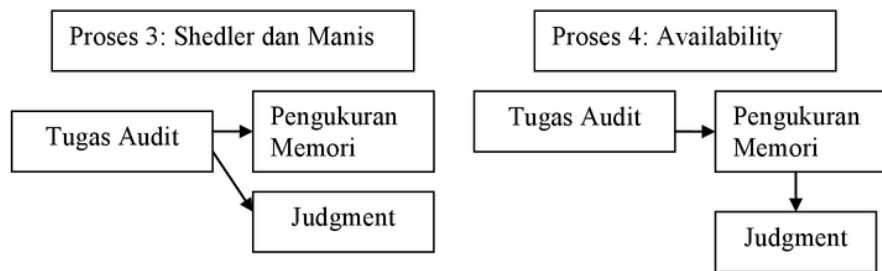 Proses 3: Shedler dan Manis
Tugas Audit
Pengukuran
Memori
Judgment
Proses 4: Availability
Tugas Audit
Pengukuran
Memori
Judgment